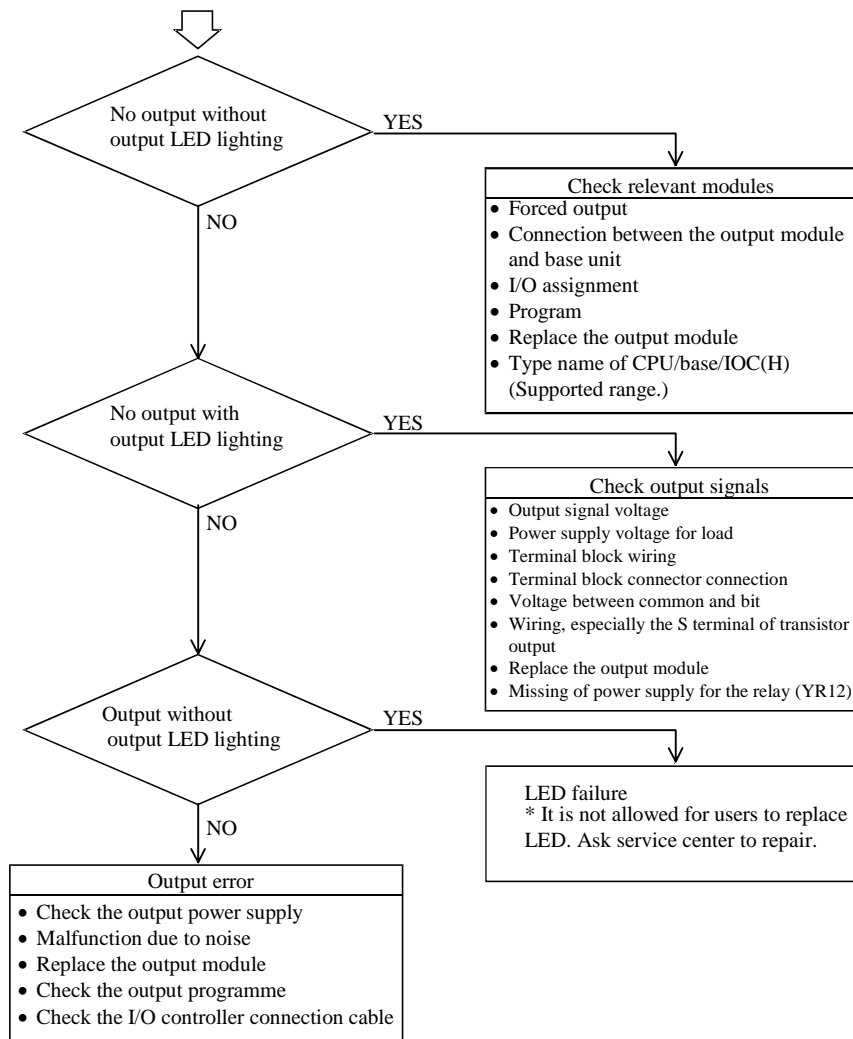 No output without
output LED lighting
YES
NO
Check relevant modules
• Forced output
• Connection between the output module
and base unit
• I/O assignment
• Program
• Replace the output module
• Type name of CPU/base/IOC(H)
(Supported range.)
No output with
output LED lighting
YES
NO
Check output signals
• Output signal voltage
• Power supply voltage for load
• Terminal block wiring
• Terminal block connector connection
• Voltage between common and bit
• Wiring, especially the S terminal of transistor
output
• Replace the output module
• Missing of power supply for the relay (YR12)
Output without
output LED lighting
YES
NO
LED failure
* It is not allowed for users to replace
LED. Ask service center to repair.
Output error
• Check the output power supply
• Malfunction due to noise
• Replace the output module
• Check the output programme
• Check the I/O controller connection cable